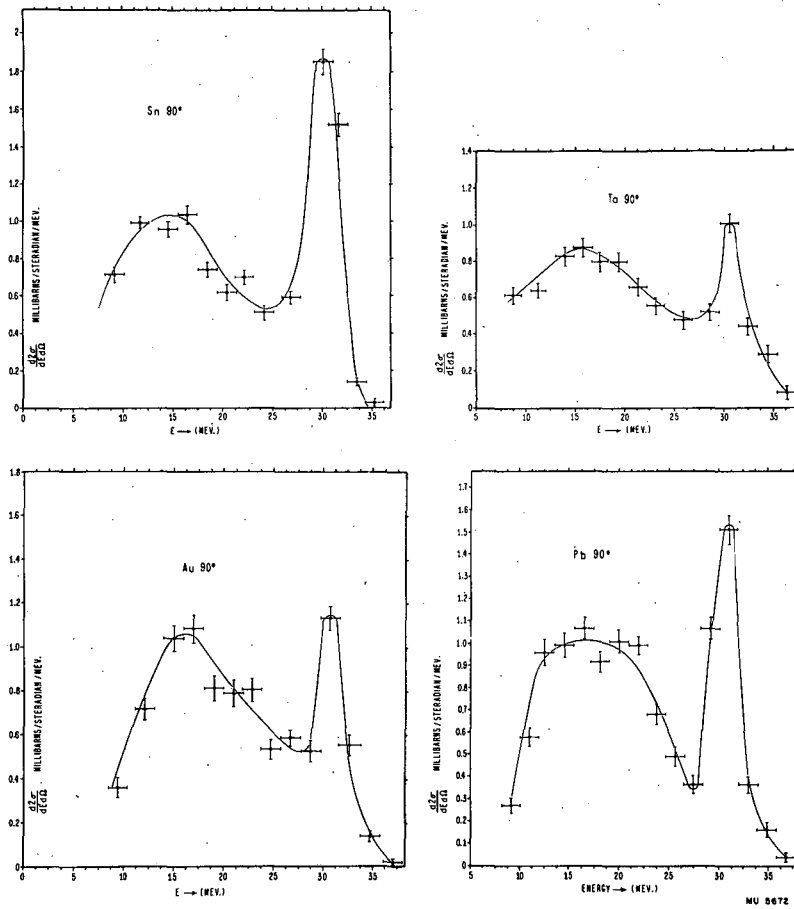 2.
1.8
1.6
1.4
1.2
1.0
0.8
0.6
0.4
0.2
0
Sn 90°
d2σ
dEdΩ MILLIBARNS/STERADIAN/MEV.
0 5 10 15 20 25 30 35
E → (MEV.)
1.4
1.2
1.0
0.8
0.6
0.4
0.2
0
Ta 90°
d2σ
dEdΩ MILLIBARNS/STERADIAN/MEV.
5 10 15 20 25 30 35
E → (MEV.)
1.8
1.6
1.4
1.2
1.0
0.8
0.6
0.4
0.2
0
Au 90°
d2σ
dEdΩ MILLIBARNS/STERADIAN/MEV.
0 5 10 15 20 25 30 35
E → (MEV.)
1.7
1.6
1.5
1.4
1.3
1.2
1.1
1.0
0.9
0.8
0.7
0.6
0.5
0.4
0.3
0.2
0.1
0
Pb 90°
d2σ
dEdΩ MILLIBARNS/STERADIAN/MEV.
5 10 15 20 25 30 35
ENERGY → (MEV.)
MU 5672